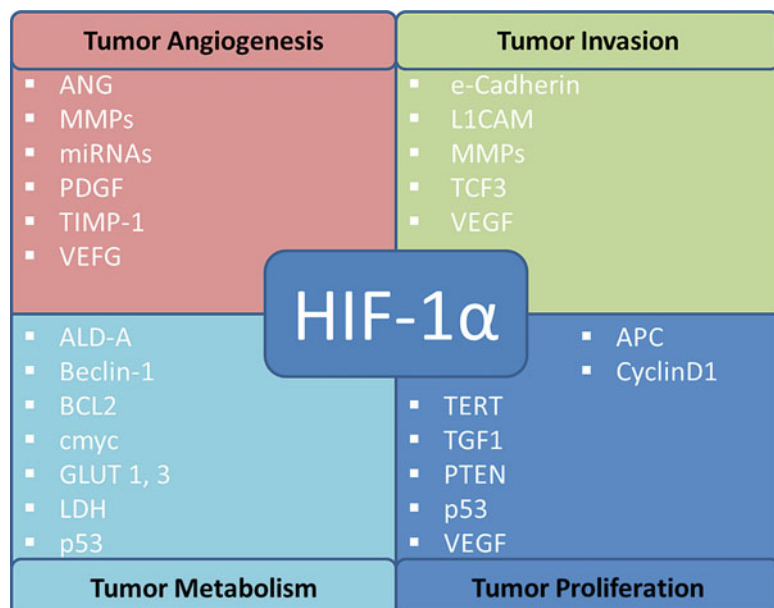 Tumor Angiogenesis
▪ ANG
▪ MMPs
▪ miRNAs
▪ PDGF
▪ TIMP-1
▪ VEFG
Tumor Invasion
▪ e-Cadherin
▪ L1CAM
▪ MMPs
▪ TCF3
▪ VEGF
HIF-1α
▪ ALD-A
▪ Beclin-1
▪ BCL2
▪ cmyc
▪ GLUT 1, 3
▪ LDH
▪ p53
Tumor Metabolism
▪ APC
▪ CyclinD1
▪ TERT
▪ TGF1
▪ PTEN
▪ p53
▪ VEGF
Tumor Proliferation